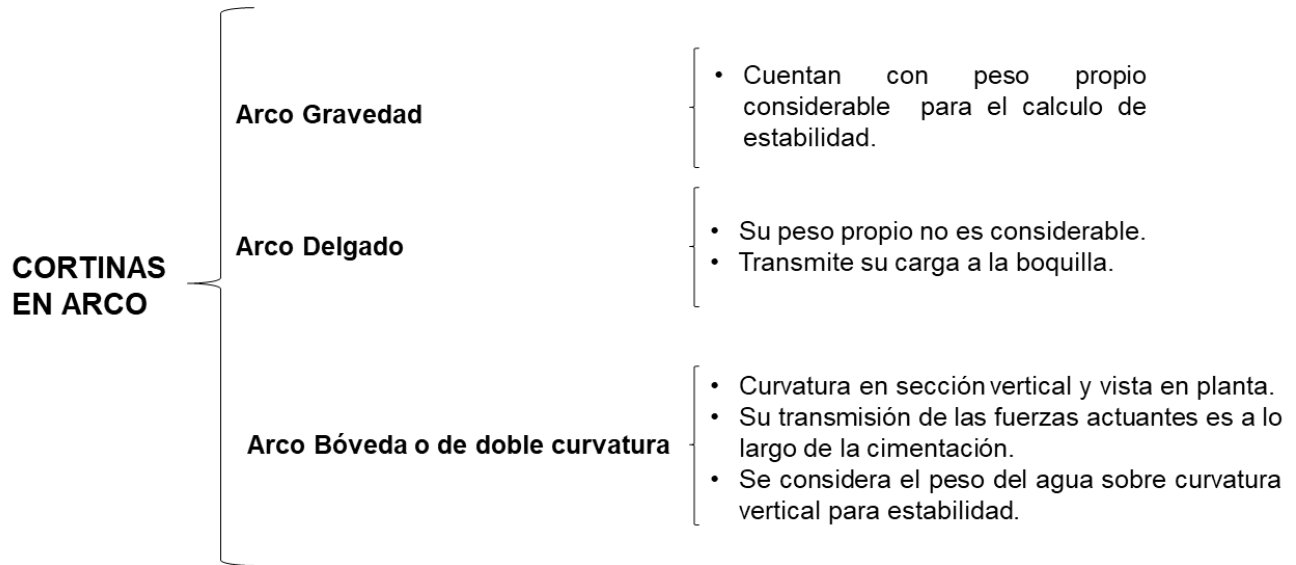 CORTINAS
EN ARCO
Arco Gravedad
• Cuentan con peso propio
considerable para el calculo de
estabilidad.
Arco Delgado
• Su peso propio no es considerable.
• Transmite su carga a la boquilla.
Arco Bóveda o de doble curvatura
• Curvatura en sección vertical y vista en planta.
• Su transmisión de las fuerzas actuantes es a lo
largo de la cimentación.
• Se considera el peso del agua sobre curvatura
vertical para estabilidad.